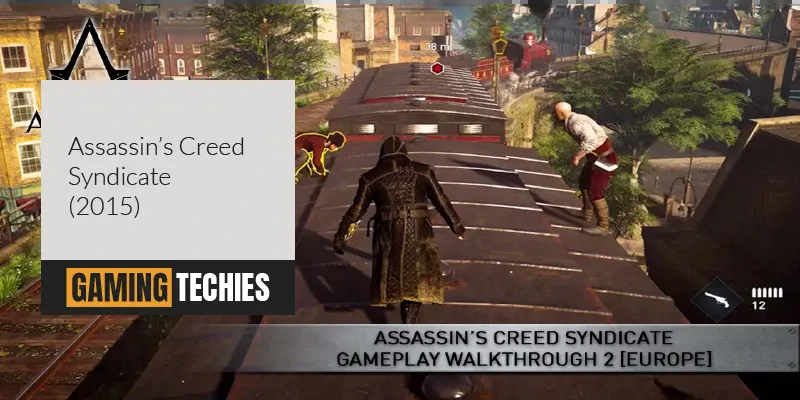 38 m
A
Assassin’s Creed
Syndicate
(2015)
GAMING TECHIES
12
ASSASSIN'S CREED SYNDICATE
GAMEPLAY WALKTHROUGH 2 [EUROPE]